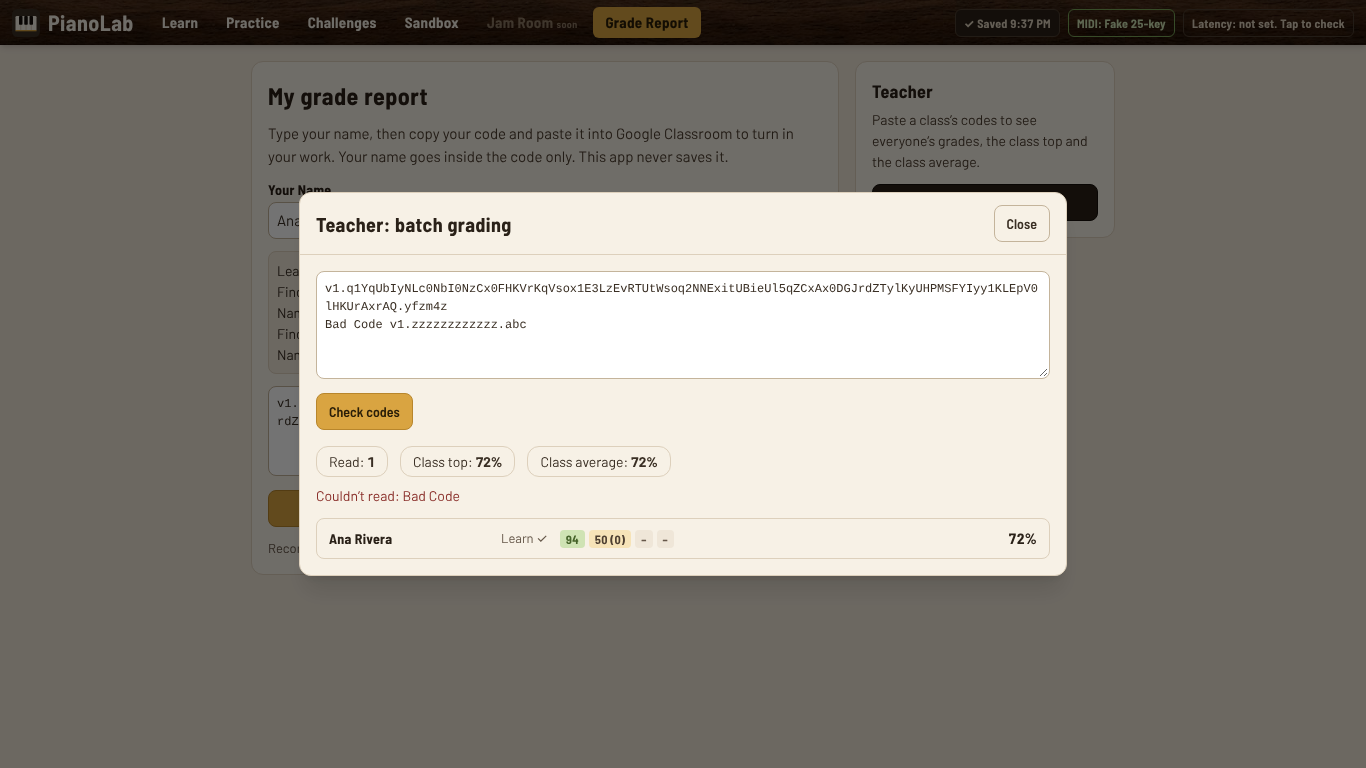 PianoLab Learn Practice Challenges Sandbox Jam Room soon Grade Report ✓ Saved 9:37 PM MIDI: Fake 25-key Latency: not set. Tap to check
My grade report
Type your name, then copy your code and paste it into Google Classroom to turn in
your work. Your name goes inside the code only. This app never saves it.
Your Name
Teacher
Paste a class's codes to see
everyone's grades, the class top and
the class average.
Teacher: batch grading
Close
v1.q1YqUbIyNLc0NbI0NzCx0FHKVrKqVsox1E3LzEvRTUtWsoq2NNExitUBieUl5qZCxAx0DGJrdZTylKyUHPMSFYIyy1KLEpV0
lHKUrAxrAQ.yfzm4z
Bad Code v1.zzzzzzzzzzzz.abc
Check codes
Read: 1 Class top: 72% Class average: 72%
Couldn't read: Bad Code
Ana Rivera Learn ✓ 94 50 (0) – – 72%